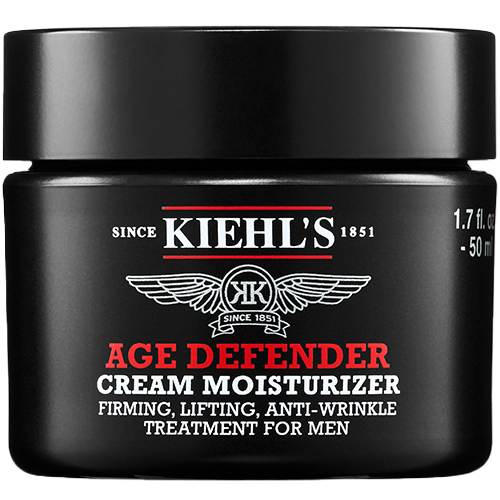 SINCE KIEHL'S 1851
KK
SINCE 1851
AGE DEFENDER
CREAM MOISTURIZER
FIRMING, LIFTING, ANTI-WRINKLE
TREATMENT FOR MEN
1.7 fl. oz
- 50 ml